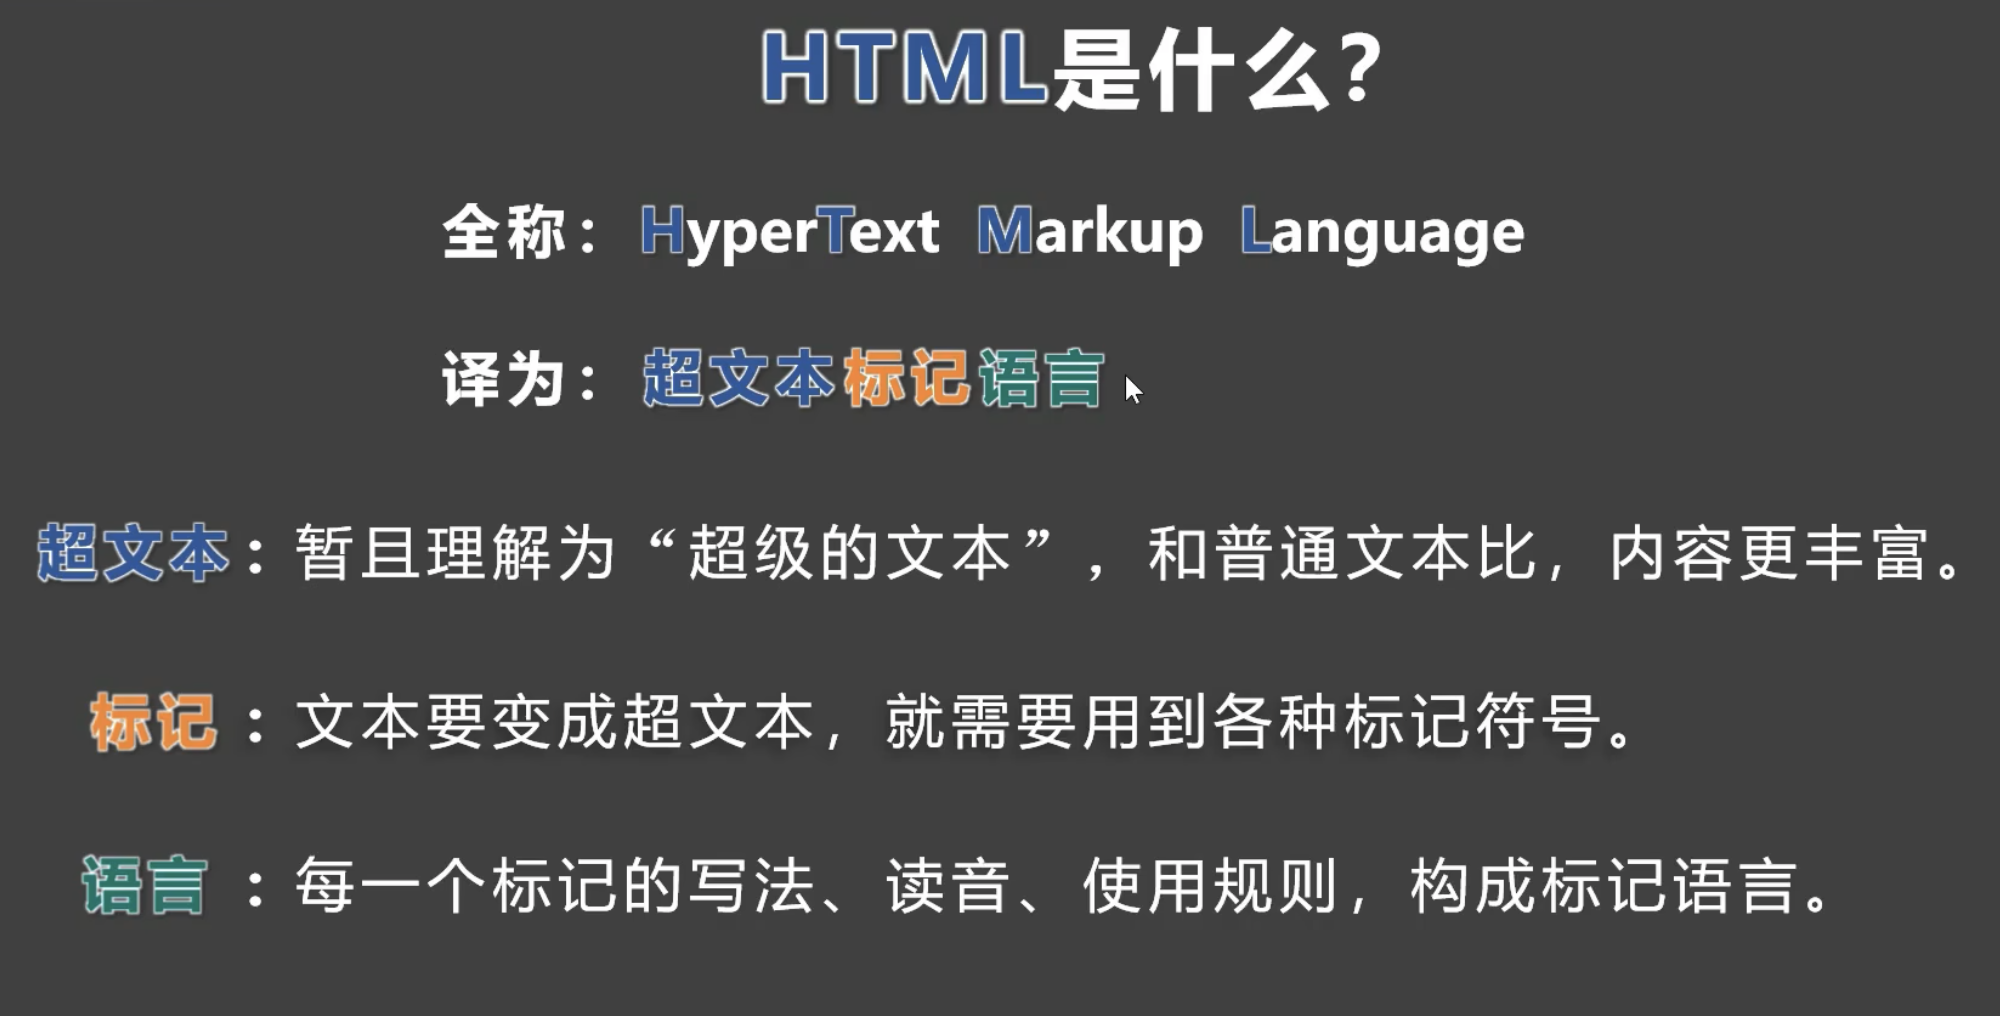 HTML是什么？
全称： HyperText Markup Language
译为： 超文本标记语言
超文本：暂且理解为“超级的文本”，和普通文本比，内容更丰富。
标记：文本要变成超文本，就需要用到各种标记符号。
语言：每一个标记的写法、读音、使用规则，构成标记语言。